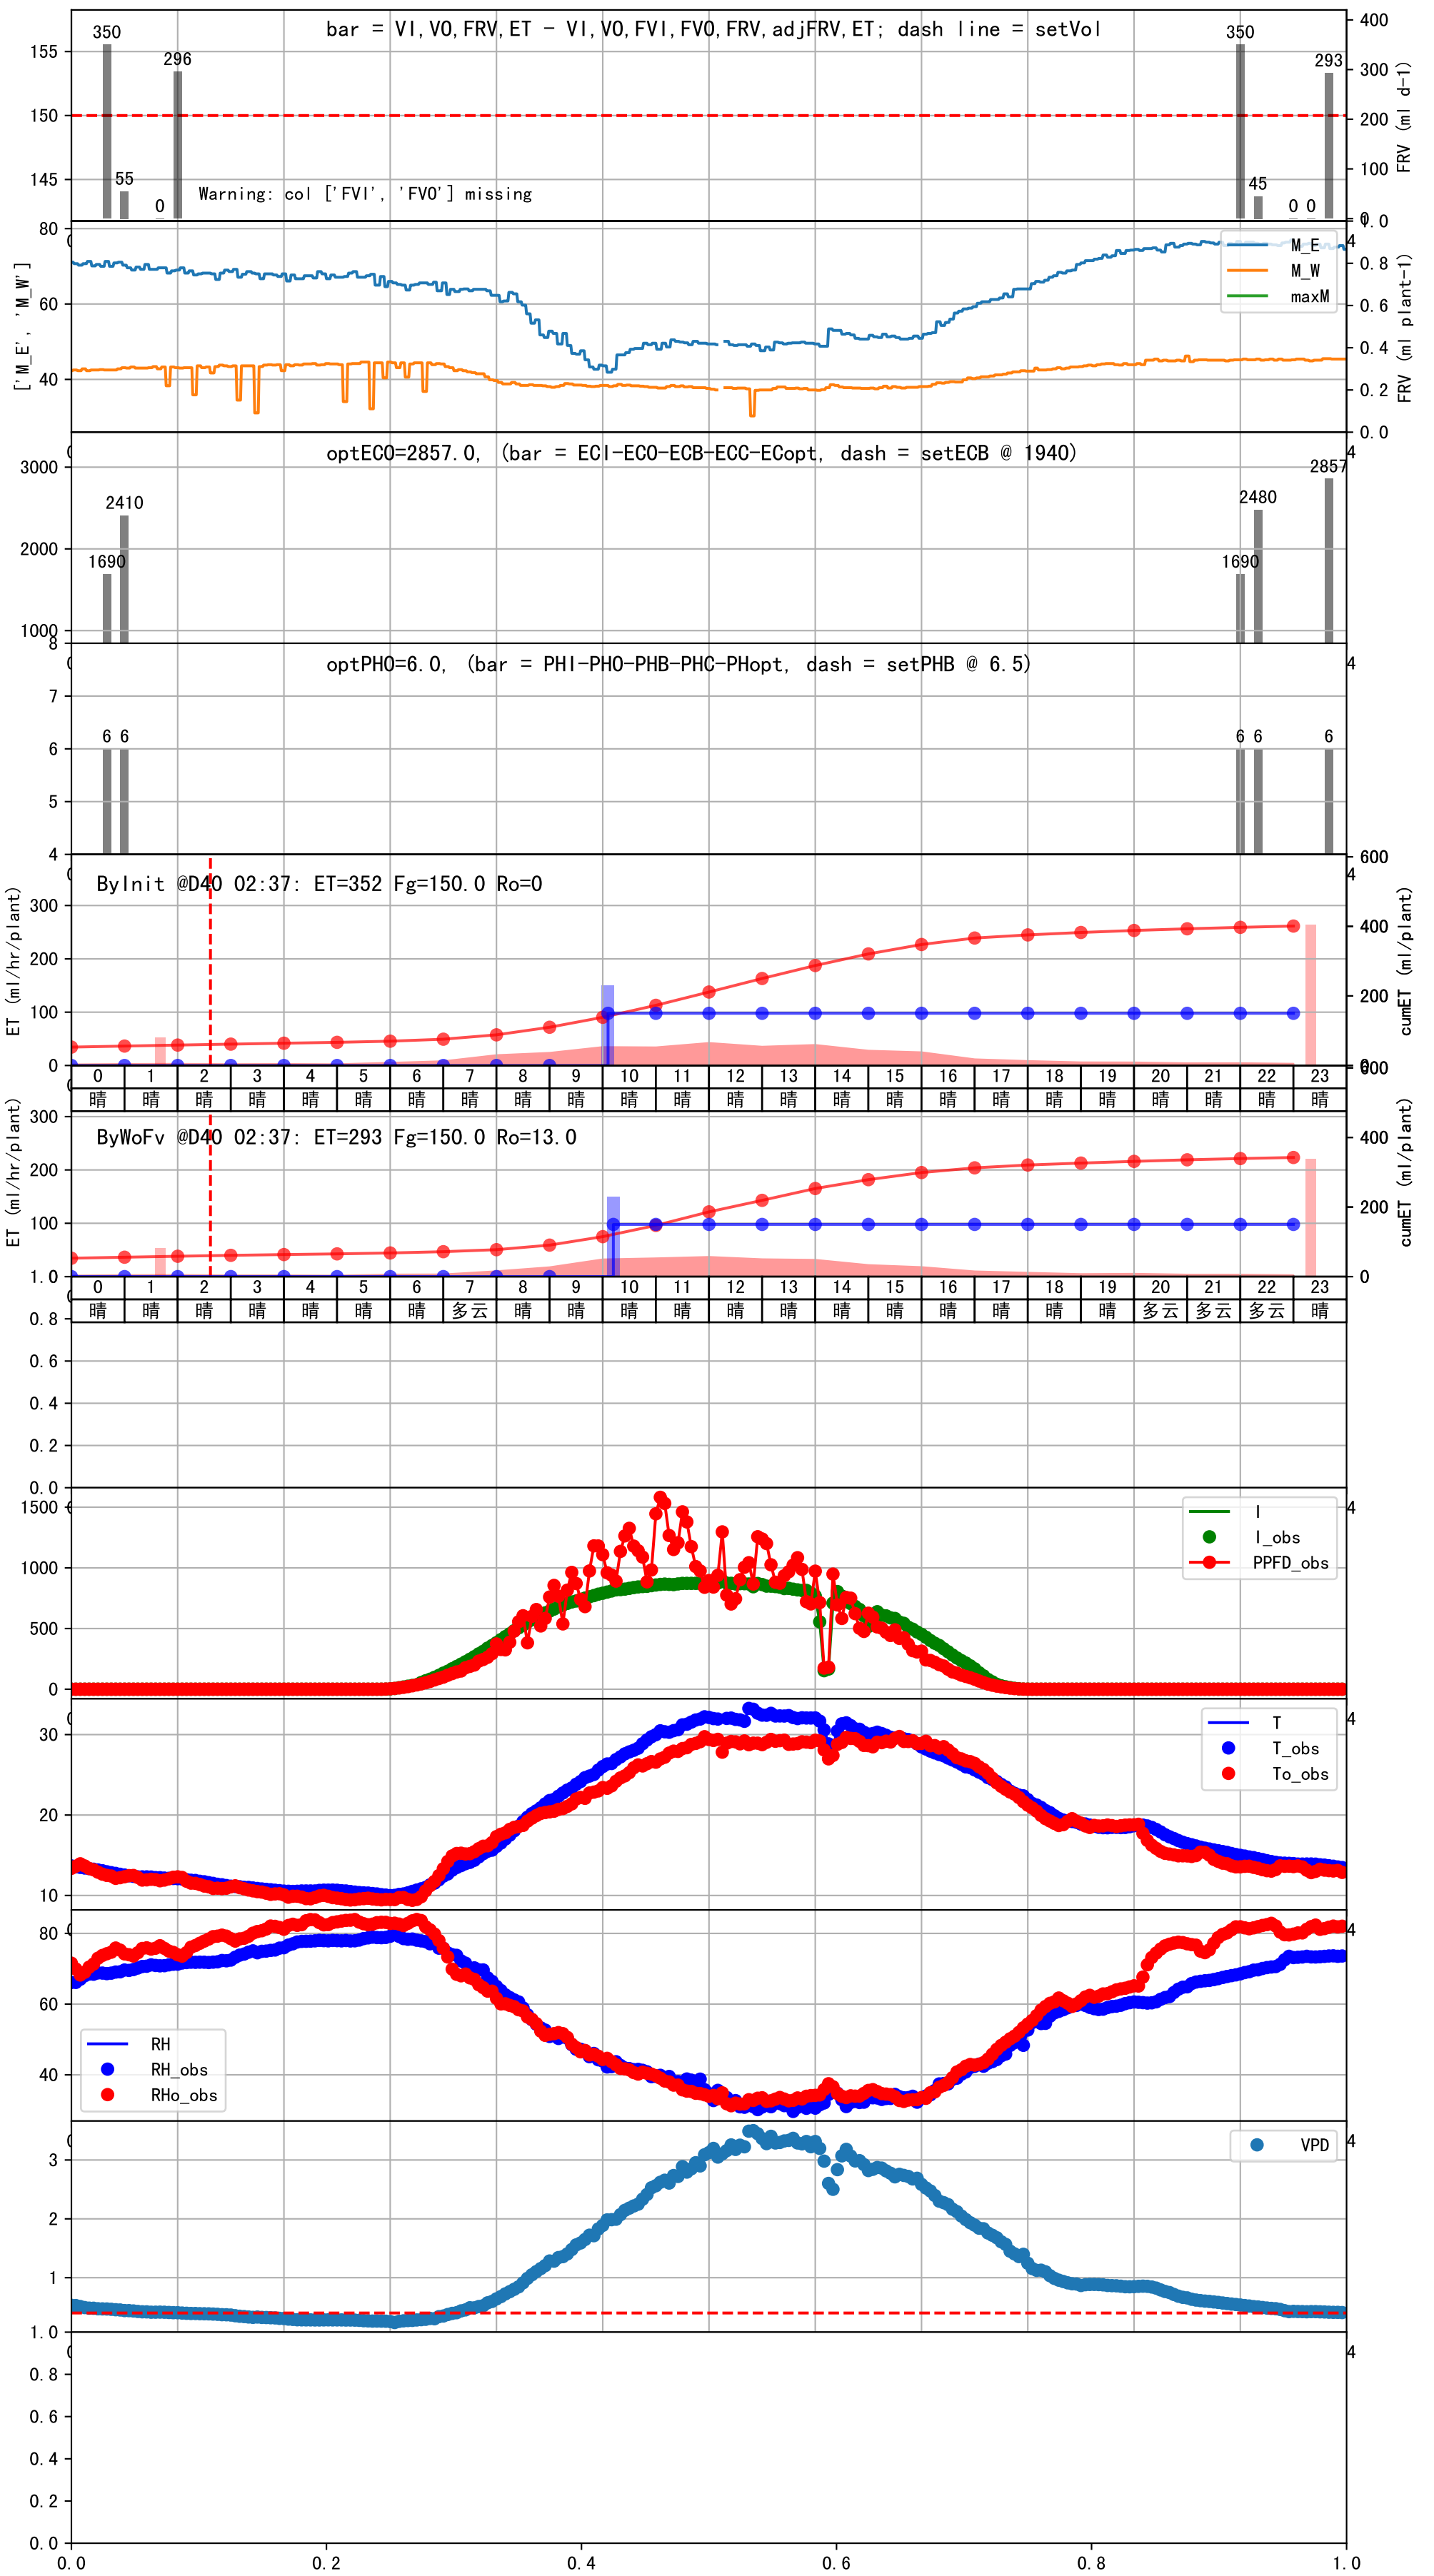 bar = VI,VO,FRV,ET - VI,VO,FVI,FVO,FRV,adjFRV,ET; dash line = setVol
350
296
55
0
350
45
0 0
293
155
150
145
400
300
200
100
0
FRV (ml d-1)
Warning: col ['FVI', 'FVO'] missing
['M_E', 'M_W']
80
60
40
M_E
M_W
maxM
1.0
0.8
0.6
0.4
0.2
0.0
FRV (ml plant-1)
optECO=2857.0, (bar = ECI-ECO-ECB-ECC-ECopt, dash = setECB @ 1940)
3000
2000
1000
1690
2410
1690
2480
2857
optPHO=6.0, (bar = PHI-PHO-PHB-PHC-PHopt, dash = setPHB @ 6.5)
8
7
6
5
4
6 6
6 6
6
ByInit @D40 02:37: ET=352 Fg=150.0 Ro=0
ET (ml/hr/plant)
300
200
100
0
600
400
200
0
cumET (ml/plant)
0 1 2 3 4 5 6 7 8 9 10 11 12 13 14 15 16 17 18 19 20 21 22 23
晴 晴 晴 晴 晴 晴 晴 晴 晴 晴 晴 晴 晴 晴 晴 晴 晴 晴 晴 晴 晴 晴 晴 晴
ByWoFv @D40 02:37: ET=293 Fg=150.0 Ro=13.0
ET (ml/hr/plant)
300
200
100
600
400
200
0
cumET (ml/plant)
0 1 2 3 4 5 6 7 8 9 10 11 12 13 14 15 16 17 18 19 20 21 22 23
晴 晴 晴 晴 晴 晴 晴 多云 晴 晴 晴 晴 晴 晴 晴 晴 晴 晴 晴 晴 多云 多云 多云 晴
1.0
0.8
0.6
0.4
0.2
0.0
1500
1000
500
0
I
I_obs
PPFD_obs
30
20
10
T
T_obs
To_obs
80
60
40
RH
RH_obs
RHo_obs
3
2
1
VPD
1.0
0.8
0.6
0.4
0.2
0.0
0.0 0.2 0.4 0.6 0.8 1.0